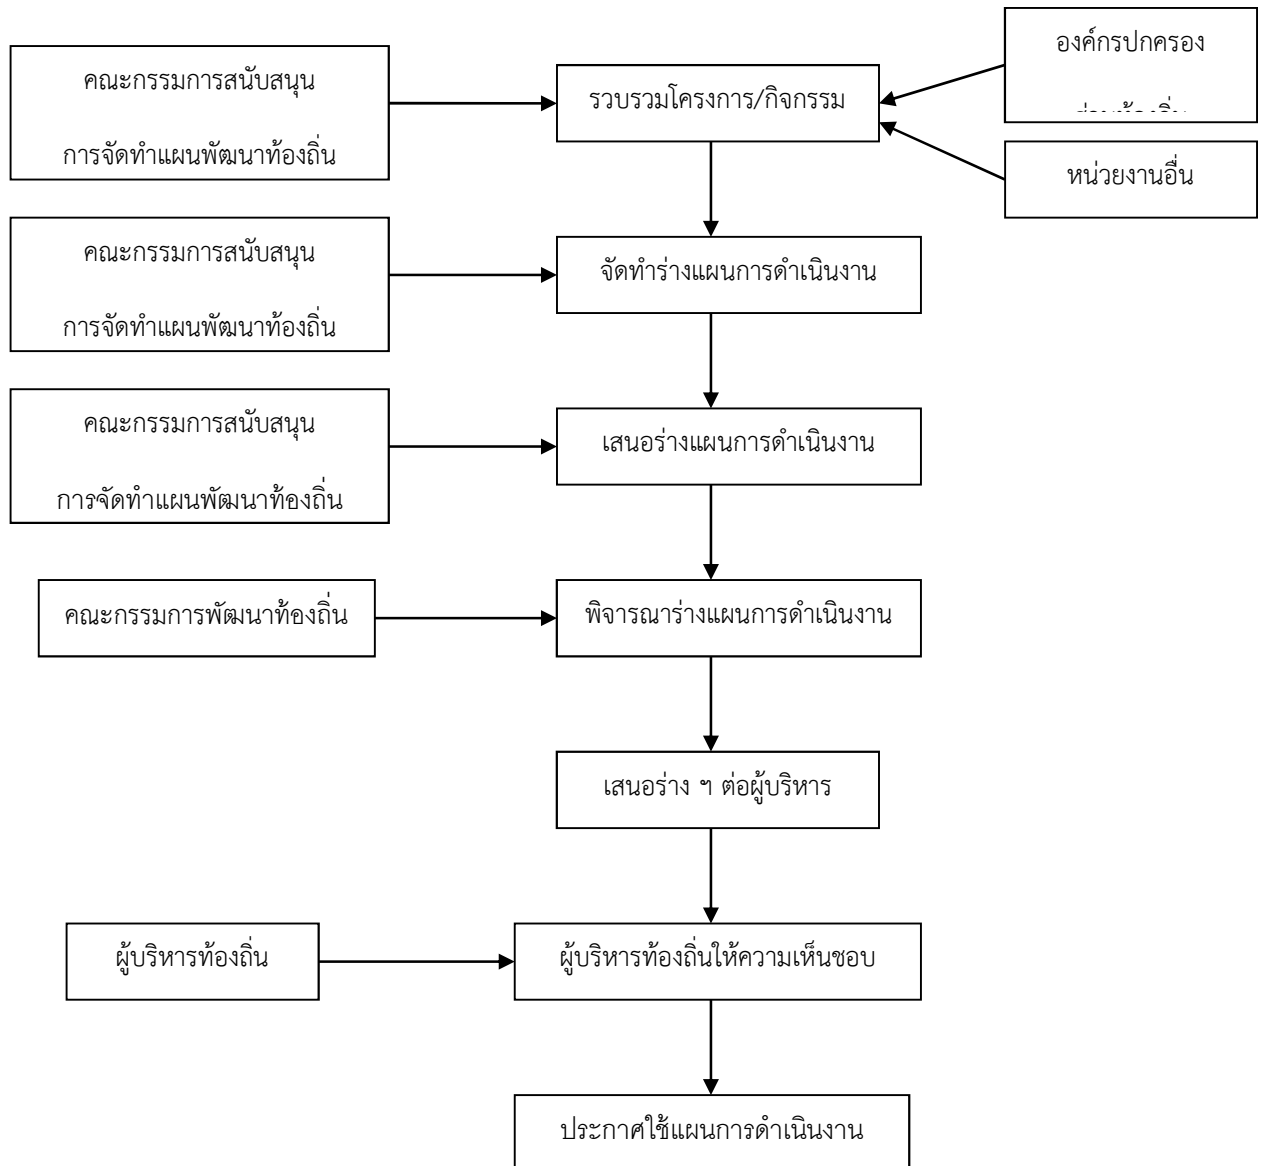 คณะกรรมการสนับสนุน
การจัดทำแผนพัฒนาท้องถิ่น
รวบรวมโครงการ/กิจกรรม
องค์กรปกครอง
หน่วยงานอื่น
คณะกรรมการสนับสนุน
การจัดทำแผนพัฒนาท้องถิ่น
จัดทำร่างแผนการดำเนินงาน
คณะกรรมการสนับสนุน
การจัดทำแผนพัฒนาท้องถิ่น
เสนอร่างแผนการดำเนินงาน
คณะกรรมการพัฒนาท้องถิ่น
พิจารณาร่างแผนการดำเนินงาน
เสนอร่าง ฯ ต่อผู้บริหาร
ผู้บริหารท้องถิ่น
ผู้บริหารท้องถิ่นให้ความเห็นชอบ
ประกาศใช้แผนการดำเนินงาน